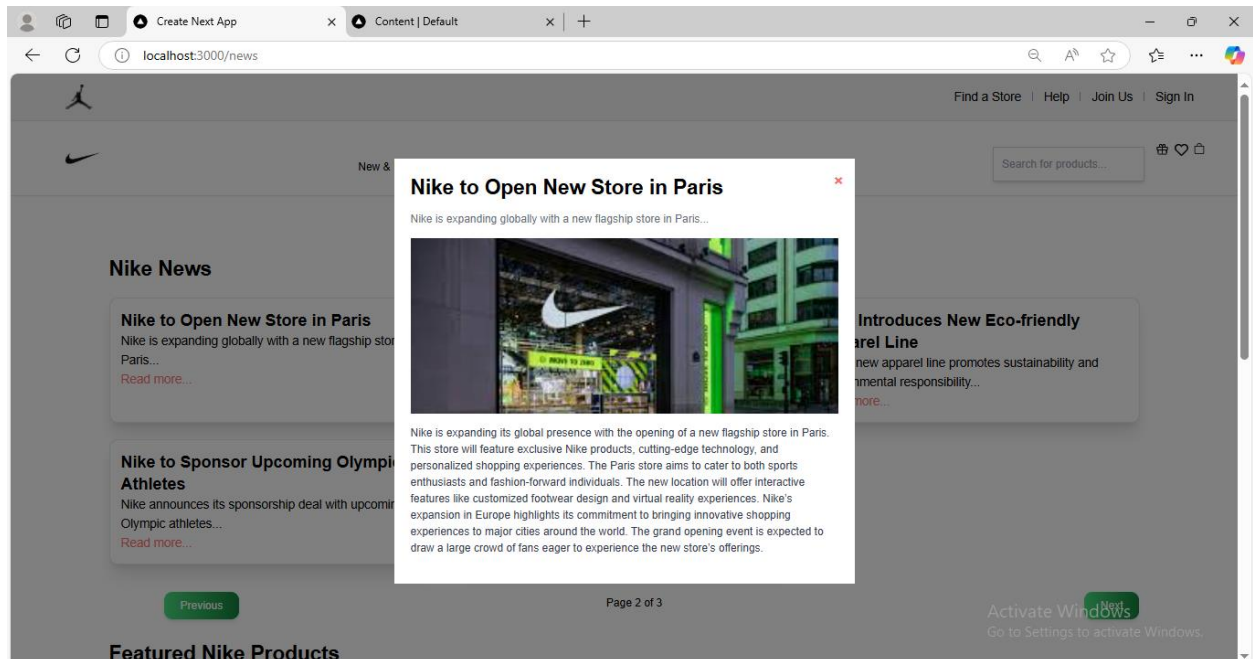 Create Next App
Content | Default
localhost:3000/news
Find a Store | Help | Join Us | Sign In
New &
Search for products...
Nike to Open New Store in Paris
Nike is expanding globally with a new flagship store in Paris...
MOVE TO ZERO
Nike is expanding its global presence with the opening of a new flagship store in Paris.
This store will feature exclusive Nike products, cutting-edge technology, and
personalized shopping experiences. The Paris store aims to cater to both sports
enthusiasts and fashion-forward individuals. The new location will offer interactive
features like customized footwear design and virtual reality experiences. Nike's
expansion in Europe highlights its commitment to bringing innovative shopping
experiences to major cities around the world. The grand opening event is expected to
draw a large crowd of fans eager to experience the new store's offerings.
Nike News
Nike to Open New Store in Paris
Nike is expanding globally with a new flagship stor
Paris...
Read more...
Introduces New Eco-friendly
arel Line
new apparel line promotes sustainability and
nmental responsibility...
more...
Nike to Sponsor Upcoming Olympi
Athletes
Nike announces its sponsorship deal with upcomin
Olympic athletes...
Read more...
Previous
Page 2 of 3
Next
Activate Windows
Go to Settings to activate Windows.
Featured Nike Products